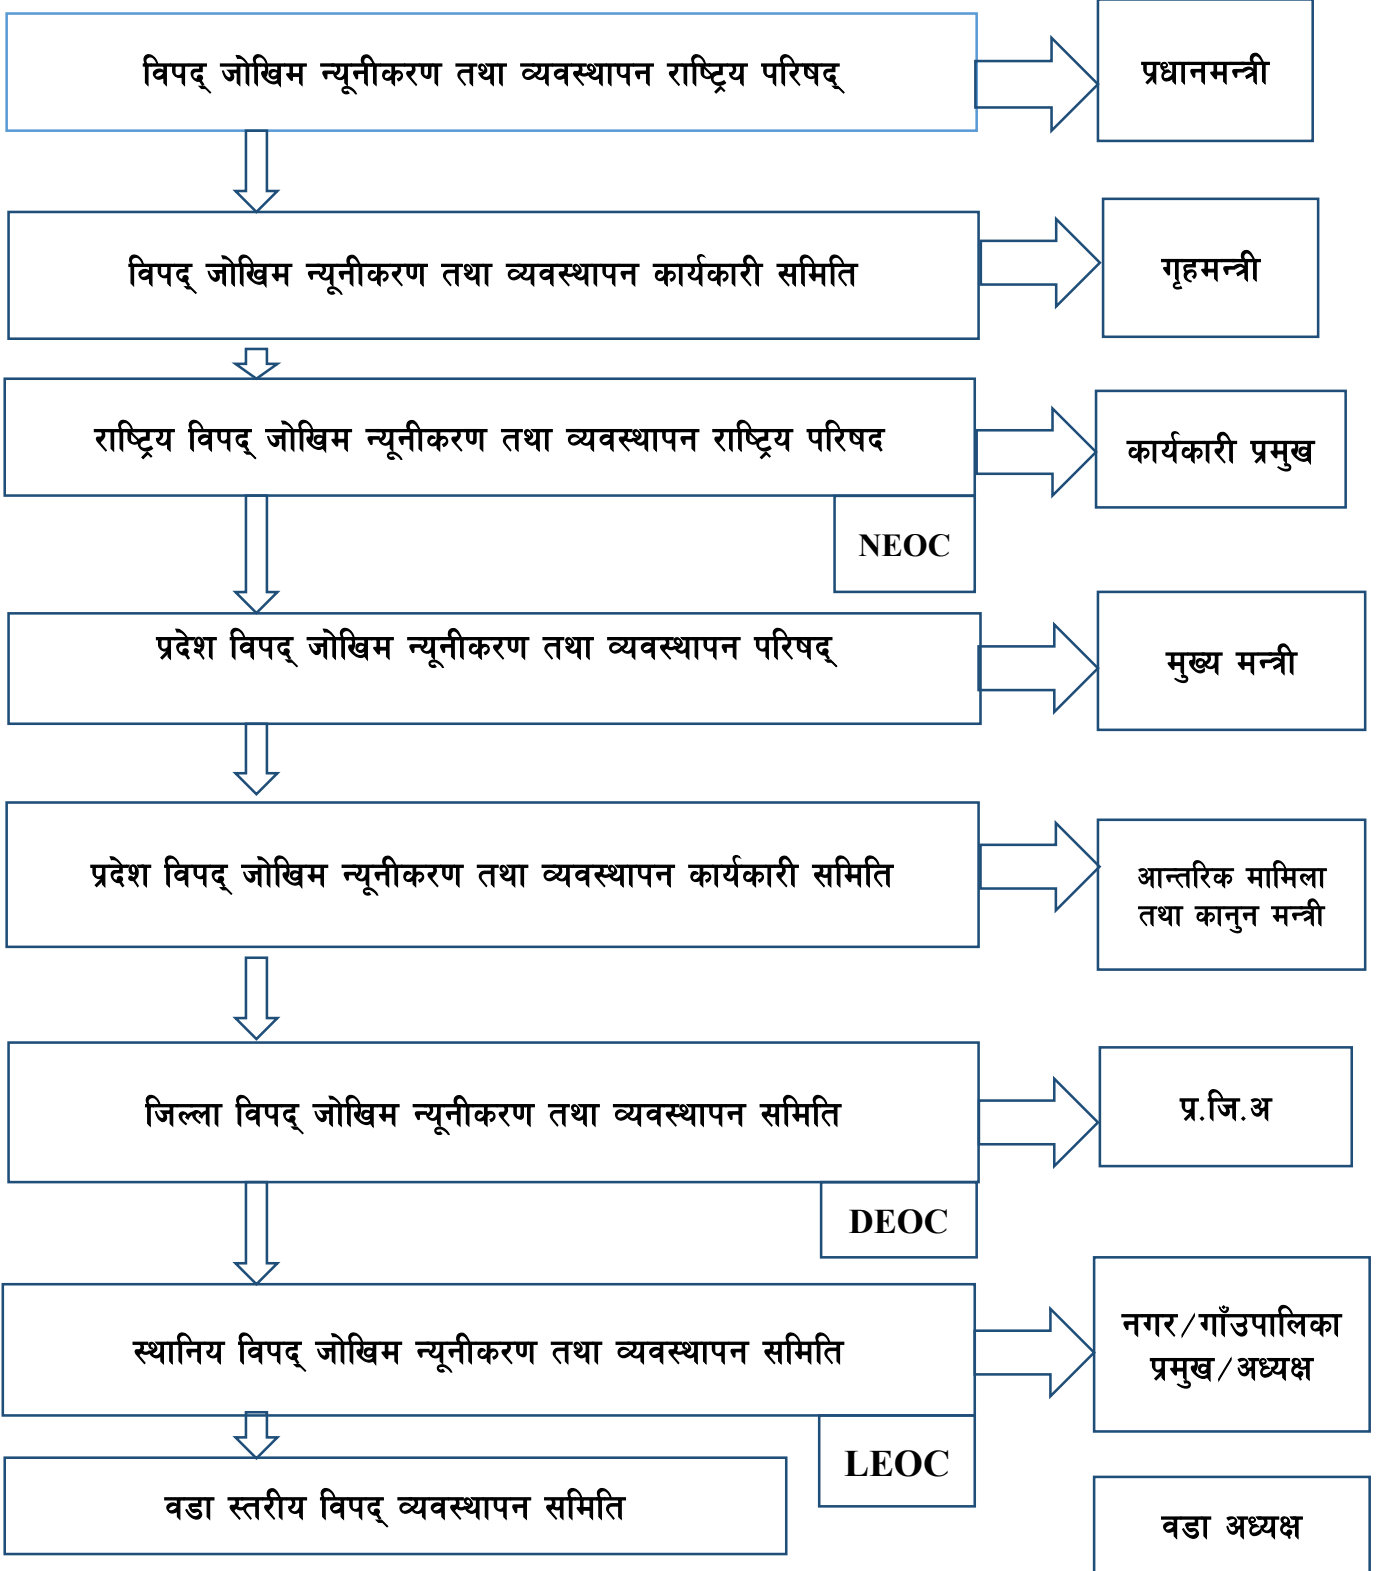 विपद् जोखिम न्यूनीकरण तथा व्यवस्थापन राष्ट्रिय परिषद्
प्रधानमन्त्री
विपद् जोखिम न्यूनीकरण तथा व्यवस्थापन कार्यकारी समिति
गृहमन्त्री
राष्ट्रिय विपद् जोखिम न्यूनीकरण तथा व्यवस्थापन राष्ट्रिय परिषद
कार्यकारी प्रमुख
NEOC
प्रदेश विपद् जोखिम न्यूनीकरण तथा व्यवस्थापन परिषद्
मुख्य मन्त्री
प्रदेश विपद् जोखिम न्यूनीकरण तथा व्यवस्थापन कार्यकारी समिति
आन्तरिक मामिला
तथा कानुन मन्त्री
जिल्ला विपद् जोखिम न्यूनीकरण तथा व्यवस्थापन समिति
प्र.जि.अ
DEOC
स्थानिय विपद् जोखिम न्यूनीकरण तथा व्यवस्थापन समिति
नगर/गाँउपालिका
प्रमुख/अध्यक्ष
LEOC
वडा स्तरीय विपद् व्यवस्थापन समिति
वडा अध्यक्ष